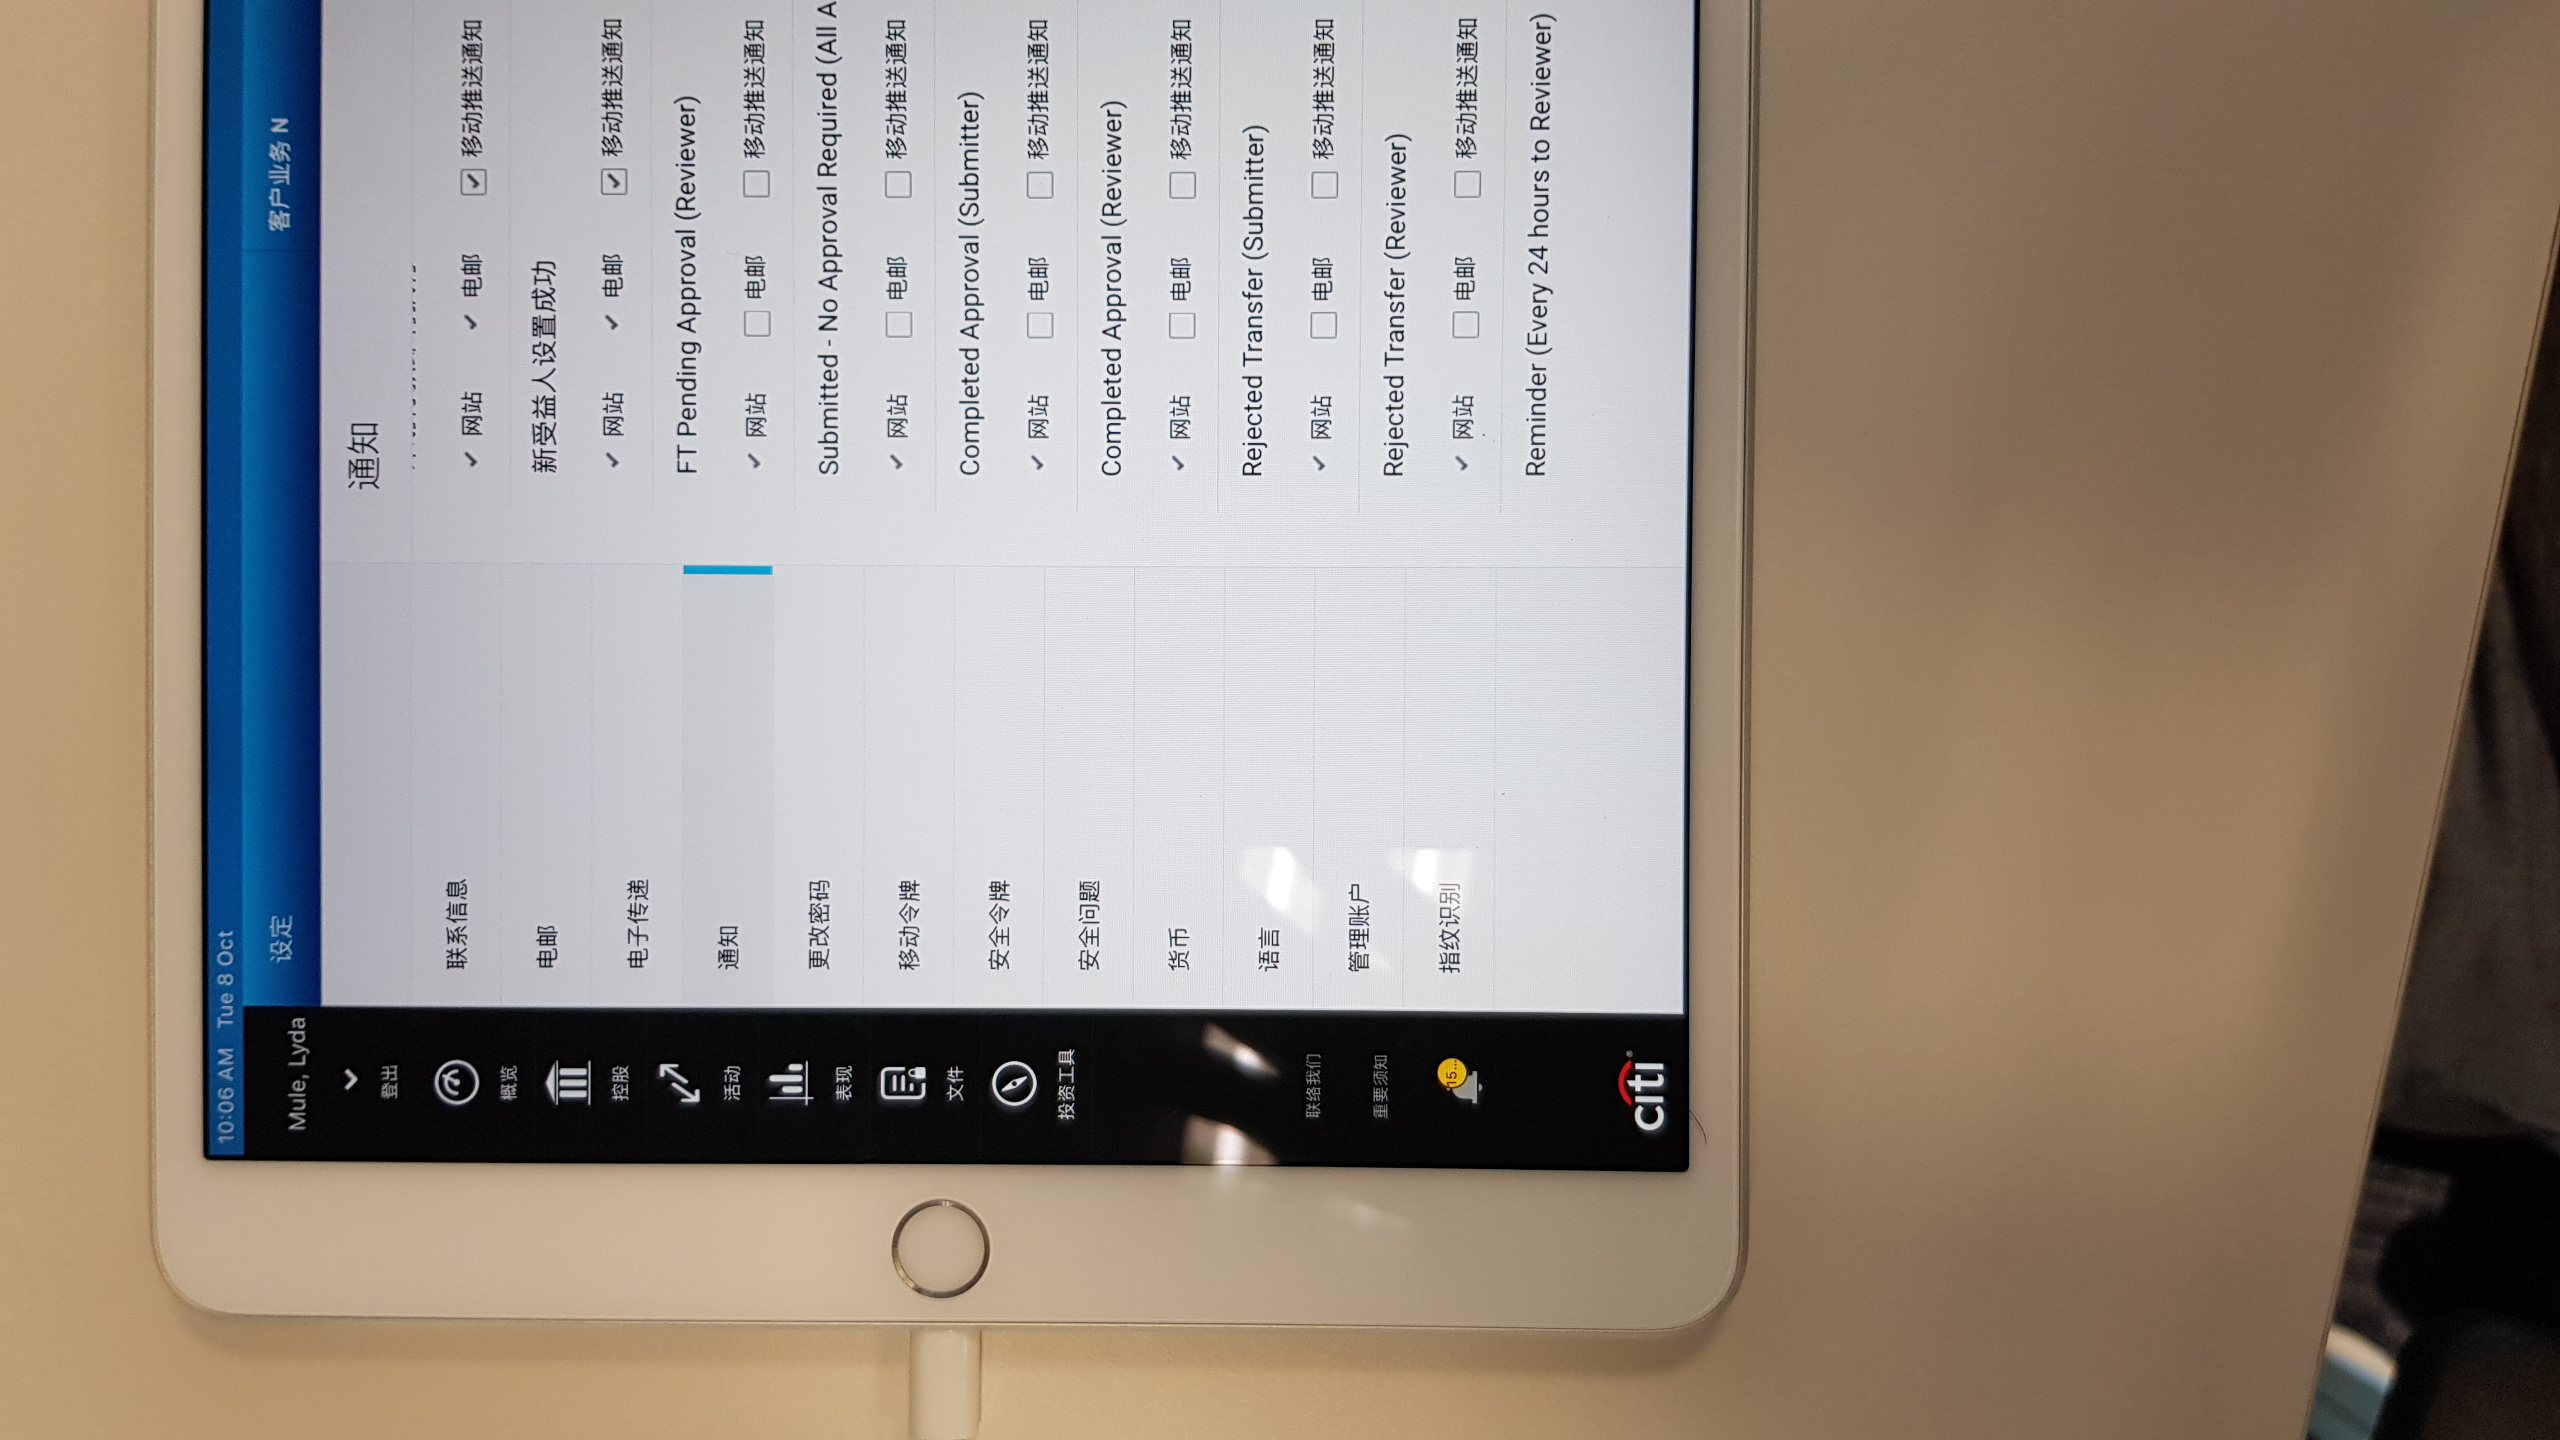 10:06 AM Tue 8 Oct
Mule, Lyda
设定
客户业务 N
登出
概览
控股
活动
表现
文件
投资工具
联络我们
重要须知
15...
citi
联系信息
电邮
电子传递
通知
更改密码
移动令牌
安全令牌
安全问题
货币
语言
管理账户
指纹识别
通知
网站 电邮 移动推送通知
新受益人设置成功
网站 电邮 移动推送通知
FT Pending Approval (Reviewer)
网站 电邮 移动推送通知
Submitted - No Approval Required (All A
网站 电邮 移动推送通知
Completed Approval (Submitter)
网站 电邮 移动推送通知
Completed Approval (Reviewer)
网站 电邮 移动推送通知
Rejected Transfer (Submitter)
网站 电邮 移动推送通知
Rejected Transfer (Reviewer)
网站 电邮 移动推送通知
Reminder (Every 24 hours to Reviewer)